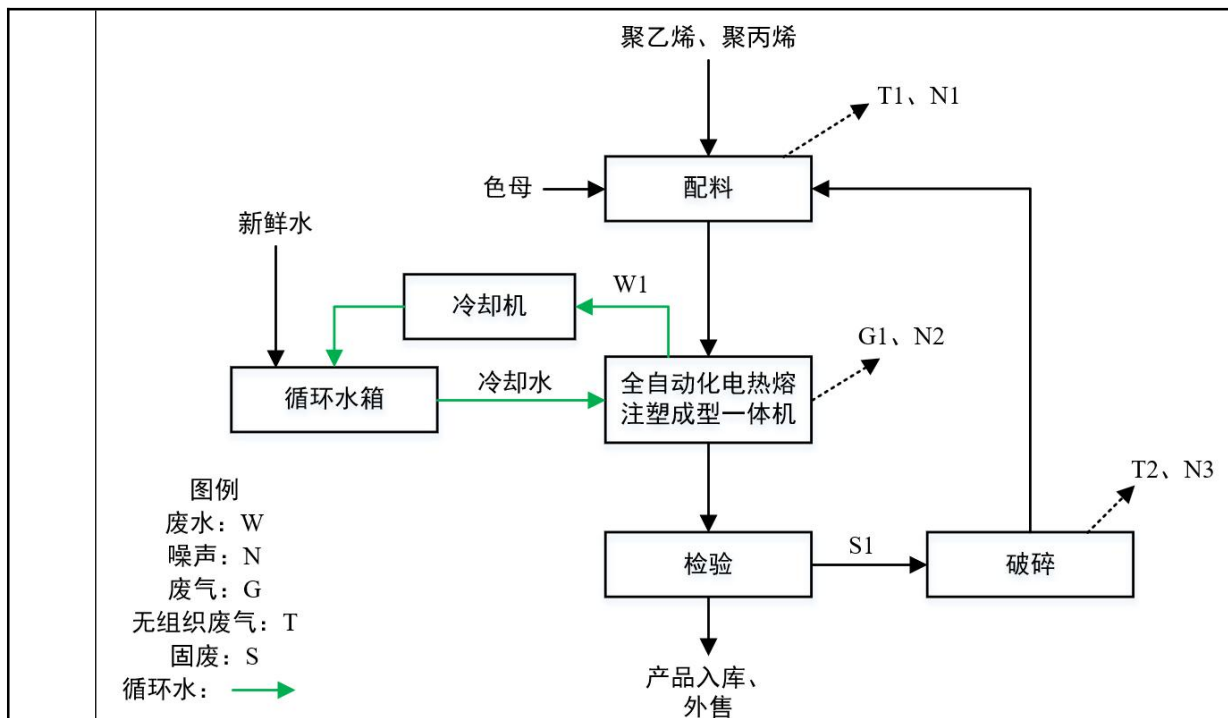 聚乙烯、聚丙烯
T1、N1
色母
配料
新鲜水
冷却机
W1
G1、N2
循环水箱
冷却水
全自动化电热熔
注塑成型一体机
T2、N3
检验
S1
破碎
产品入库、
外售
图例
废水：W
噪声：N
废气：G
无组织废气：T
固废：S
循环水：